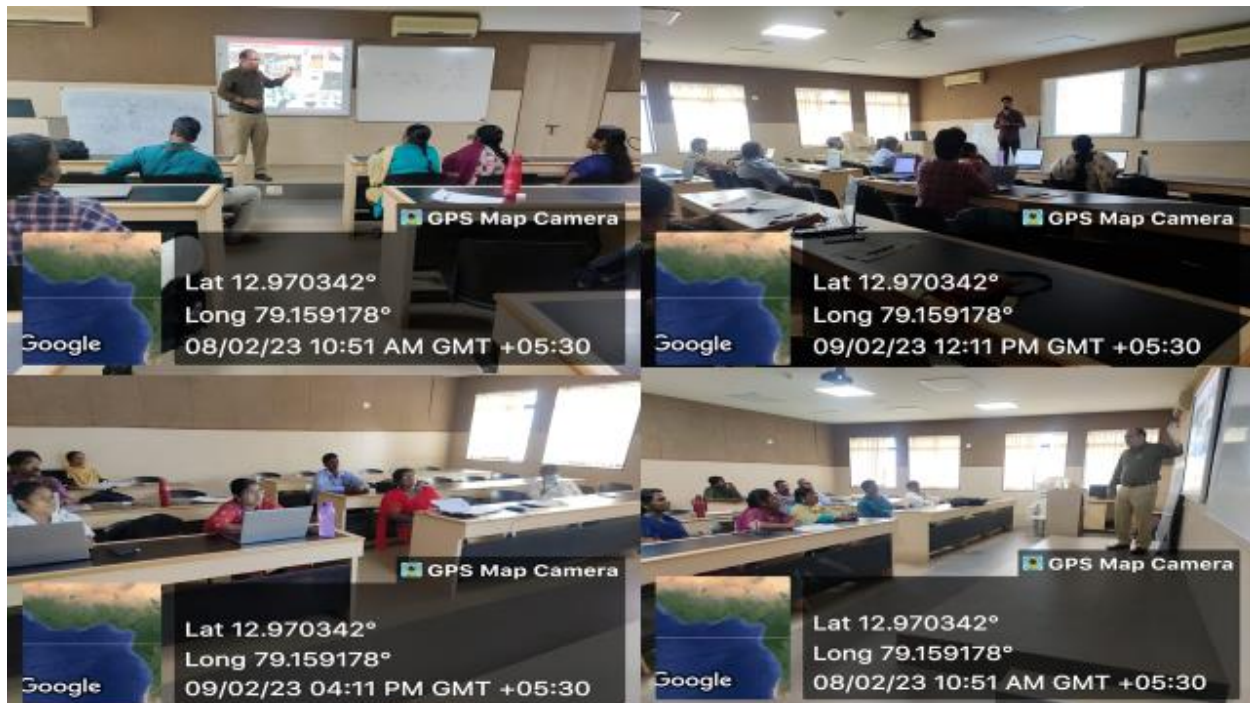 GPS Map Camera
Google
Lat 12.970342°
Long 79.159178°
08/02/23 10:51 AM GMT +05:30
GPS Map Camera
Google
Lat 12.970342°
Long 79.159178°
09/02/23 12:11 PM GMT +05:30
GPS Map Camera
Google
Lat 12.970342°
Long 79.159178°
09/02/23 04:11 PM GMT +05:30
GPS Map Camera
Google
Lat 12.970342°
Long 79.159178°
08/02/23 10:51 AM GMT +05:30